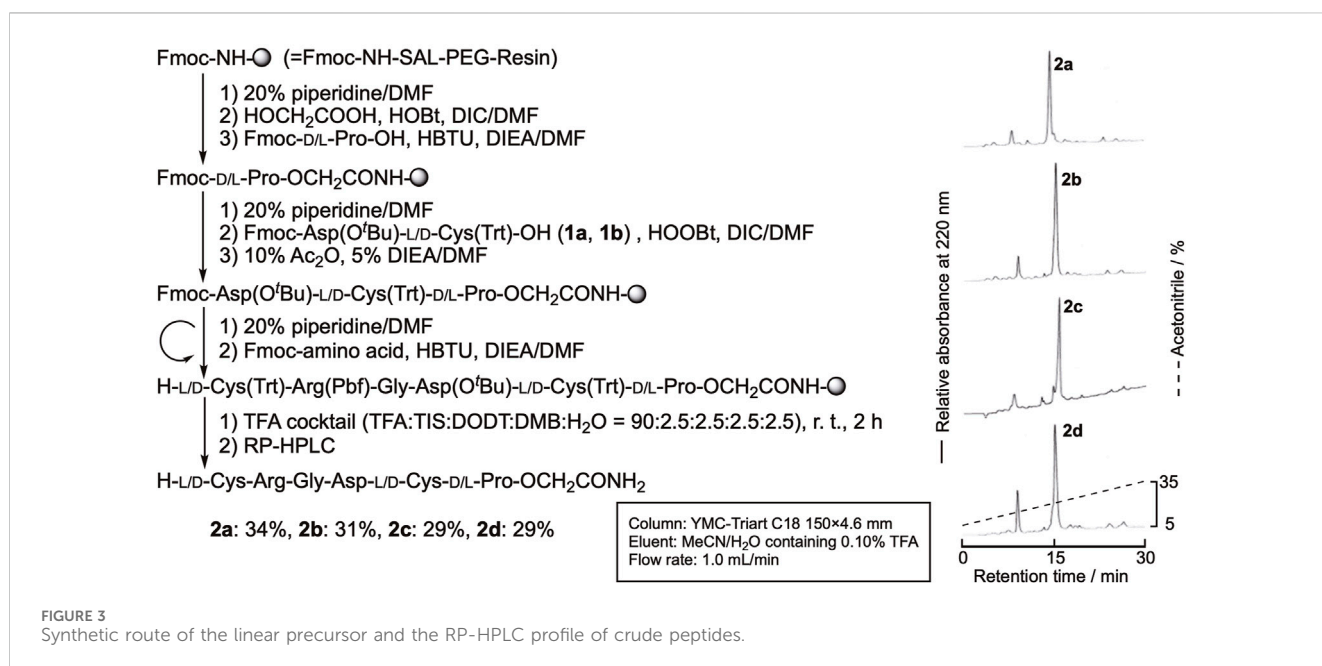 Fmoc-NH- (=Fmoc-NH-SAL-PEG-Resin)
1) 20% piperidine/DMF
2) HOCH₂COOH, HOBt, DIC/DMF
3) Fmoc-D/L-Pro-OH, HBTU, DIEA/DMF
Fmoc-D/L-Pro-OCH₂CONH-
1) 20% piperidine/DMF
2) Fmoc-Asp(OᵗBu)-L/D-Cys(Trt)-OH (1a, 1b) , HOOBt, DIC/DMF
3) 10% Ac₂O, 5% DIEA/DMF
Fmoc-Asp(OᵗBu)-L/D-Cys(Trt)-D/L-Pro-OCH₂CONH-
1) 20% piperidine/DMF
2) Fmoc-amino acid, HBTU, DIEA/DMF
H-L/D-Cys(Trt)-Arg(Pbf)-Gly-Asp(OᵗBu)-L/D-Cys(Trt)-D/L-Pro-OCH₂CONH-
1) TFA cocktail (TFA:TIS:DODT:DMB:H₂O = 90:2.5:2.5:2.5:2.5), r. t., 2 h
2) RP-HPLC
H-L/D-Cys-Arg-Gly-Asp-L/D-Cys-D/L-Pro-OCH₂CONH₂
2a: 34%, 2b: 31%, 2c: 29%, 2d: 29%
Column: YMC-Triart C18 150×4.6 mm
Eluent: MeCN/H₂O containing 0.10% TFA
Flow rate: 1.0 mL/min
2a
2b
2c
2d
Relative absorbance at 220 nm
Acetonitrile / %
35
5
0 15 30
Retention time / min
FIGURE 3
Synthetic route of the linear precursor and the RP-HPLC profile of crude peptides.